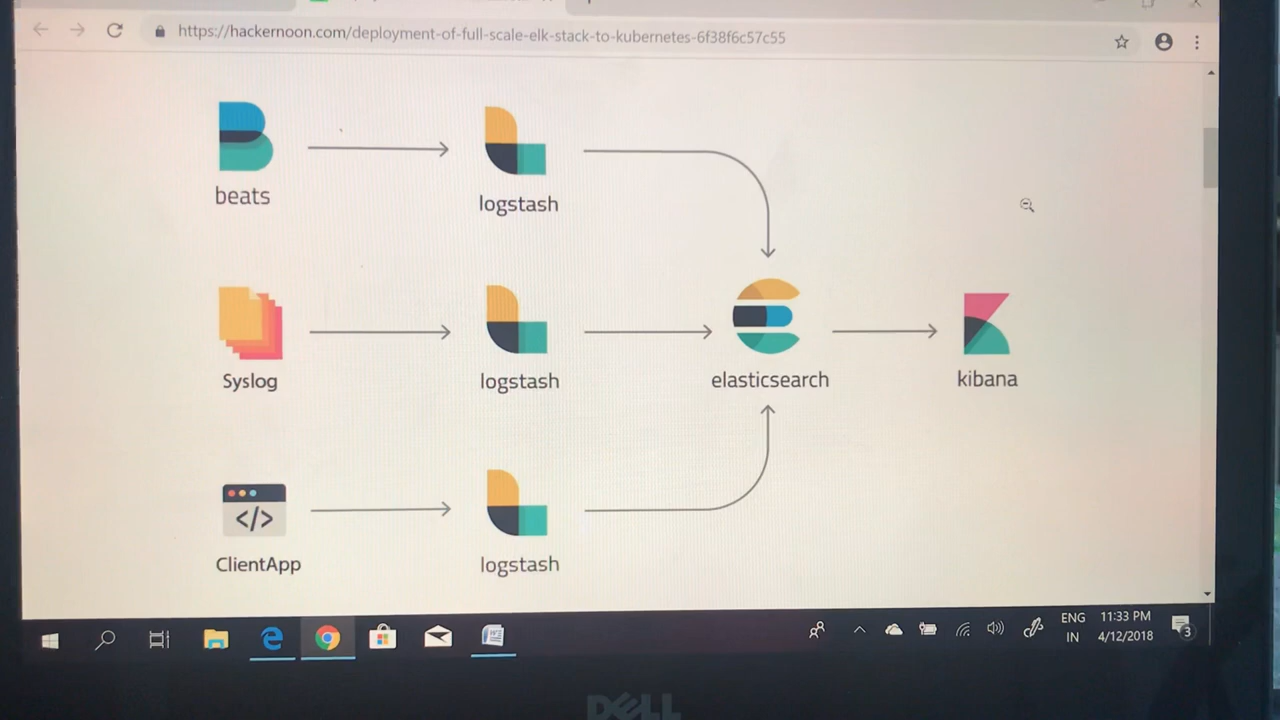 https://hackernoon.com/deployment-of-full-scale-elk-stack-to-kubernetes-6f38f6c57c55
beats
logstash
Syslog
logstash
elasticsearch
kibana
</>
ClientApp
logstash
ENG
IN
11:33 PM
4/12/2018
3
DELL